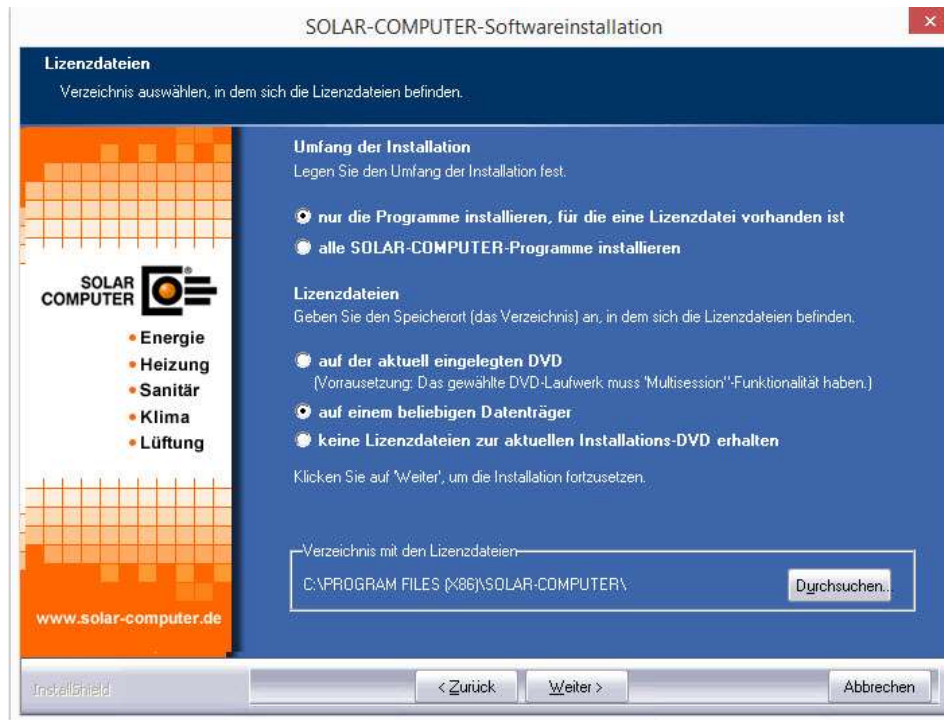 SOLAR-COMPUTER-Softwareinstallation
Lizenzdateien
Verzeichnis auswählen, in dem sich die Lizenzdateien befinden.
SOLAR
COMPUTER
®
• Energie
• Heizung
• Sanitär
• Klima
• Lüftung
www.solar-computer.de
Umfang der Installation
Legen Sie den Umfang der Installation fest.
nur die Programme installieren, für die eine Lizenzdatei vorhanden ist
alle SOLAR-COMPUTER-Programme installieren
Lizenzdateien
Geben Sie den Speicherort (das Verzeichnis) an, in dem sich die Lizenzdateien befinden.
auf der aktuell eingelegten DVD
(Vorrausetzung: Das gewählte DVD-Laufwerk muss 'Multisession''-Funktionalität haben.)
auf einem beliebigen Datenträger
keine Lizenzdateien zur aktuellen Installations-DVD erhalten
Klicken Sie auf 'Weiter', um die Installation fortzusetzen.
Verzeichnis mit den Lizenzdateien
C:\PROGRAM FILES (X86)\SOLAR-COMPUTER\
Durchsuchen...
InstallShield
< Zurück
Weiter >
Abbrechen